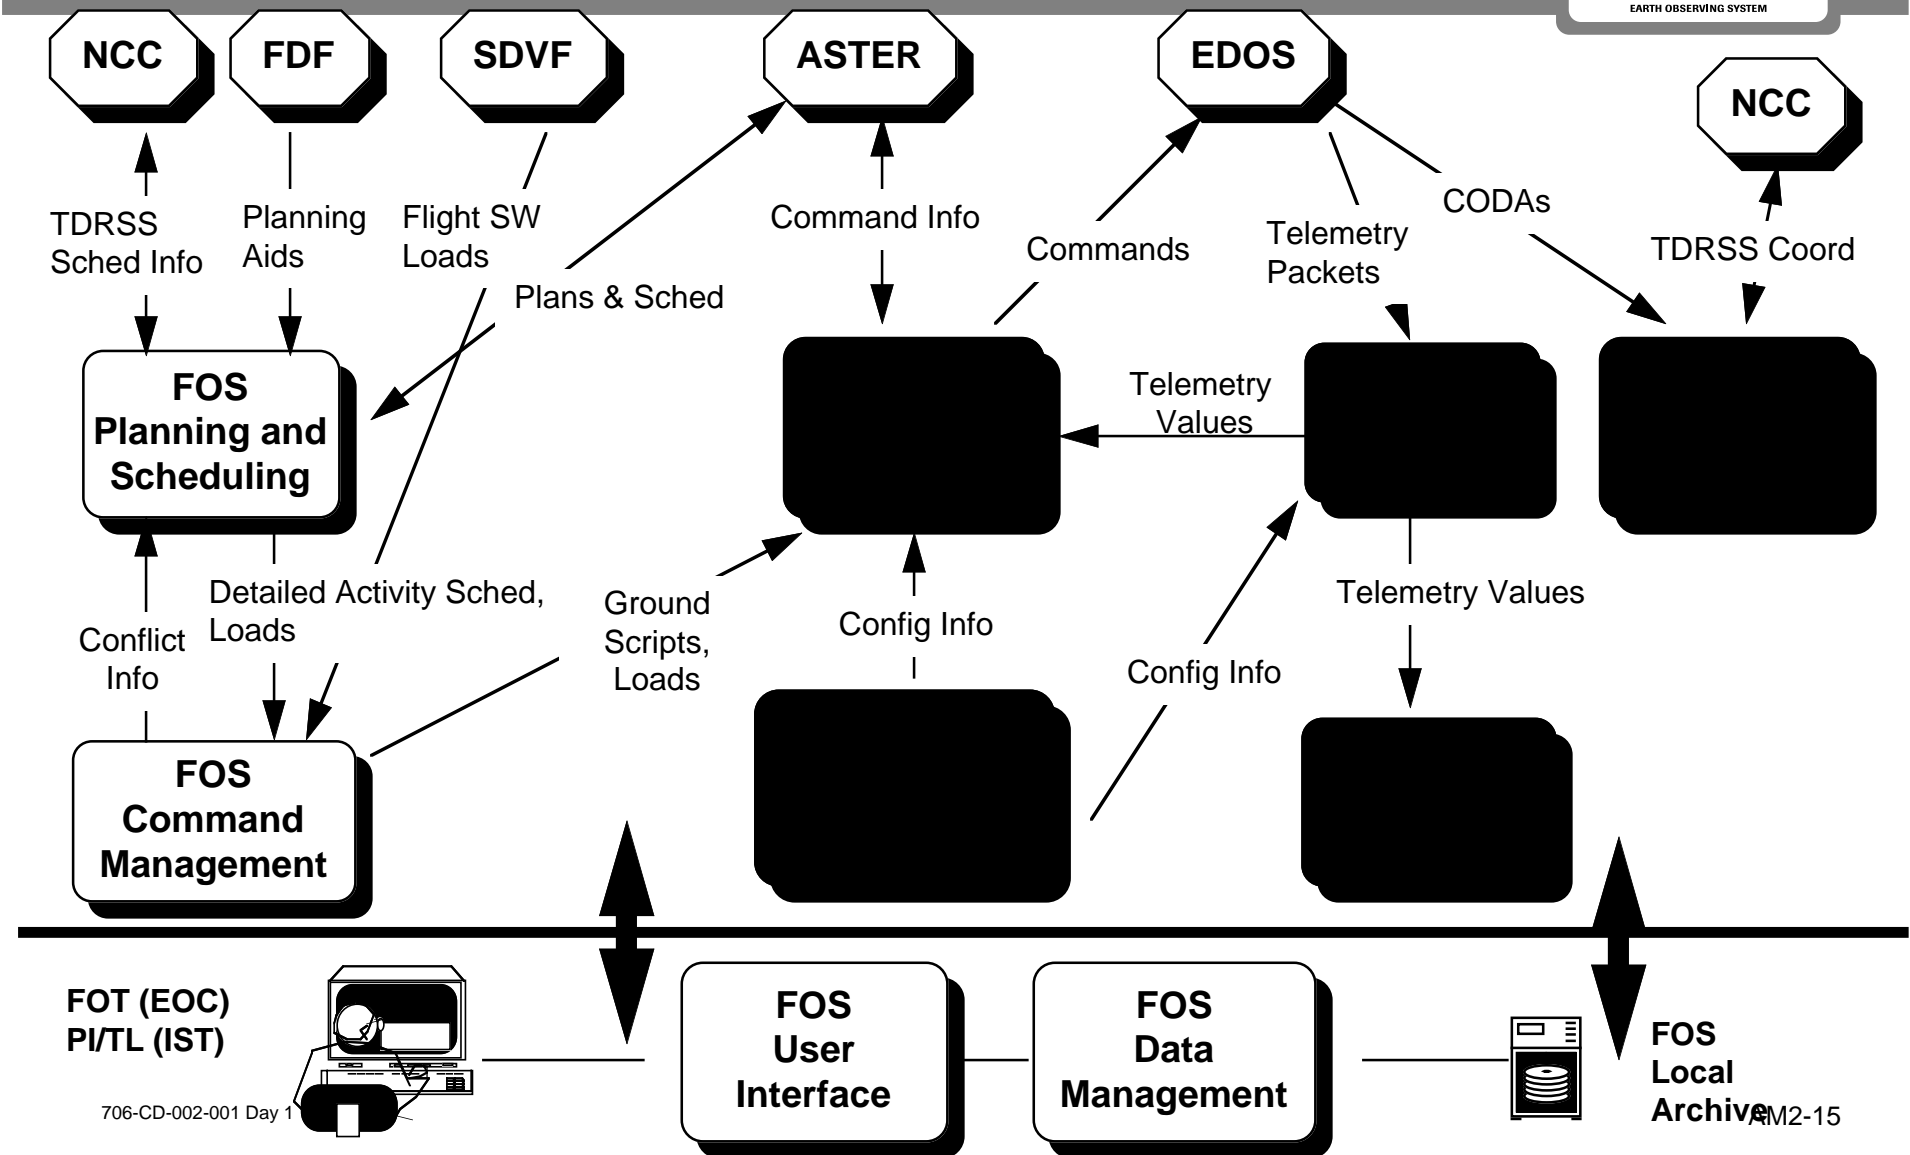 EARTH OBSERVING SYSTEM
NCC
FDF
SDVF
ASTER
EDOS
NCC
TDRSS
Sched Info
Planning
Aids
Flight SW
Loads
Plans & Sched
Command Info
Commands
Telemetry
Packets
CODAs
TDRSS Coord
FOS
Planning and
Scheduling
Telemetry
Values
Detailed Activity Sched,
Loads
Conflict
Info
Ground
Scripts,
Loads
Config Info
Config Info
Telemetry Values
FOS
Command
Management
FOT (EOC)
PI/TL (IST)
FOS
User
Interface
FOS
Data
Management
FOS
Local
Archive
706-CD-002-001 Day 1
AM2-15